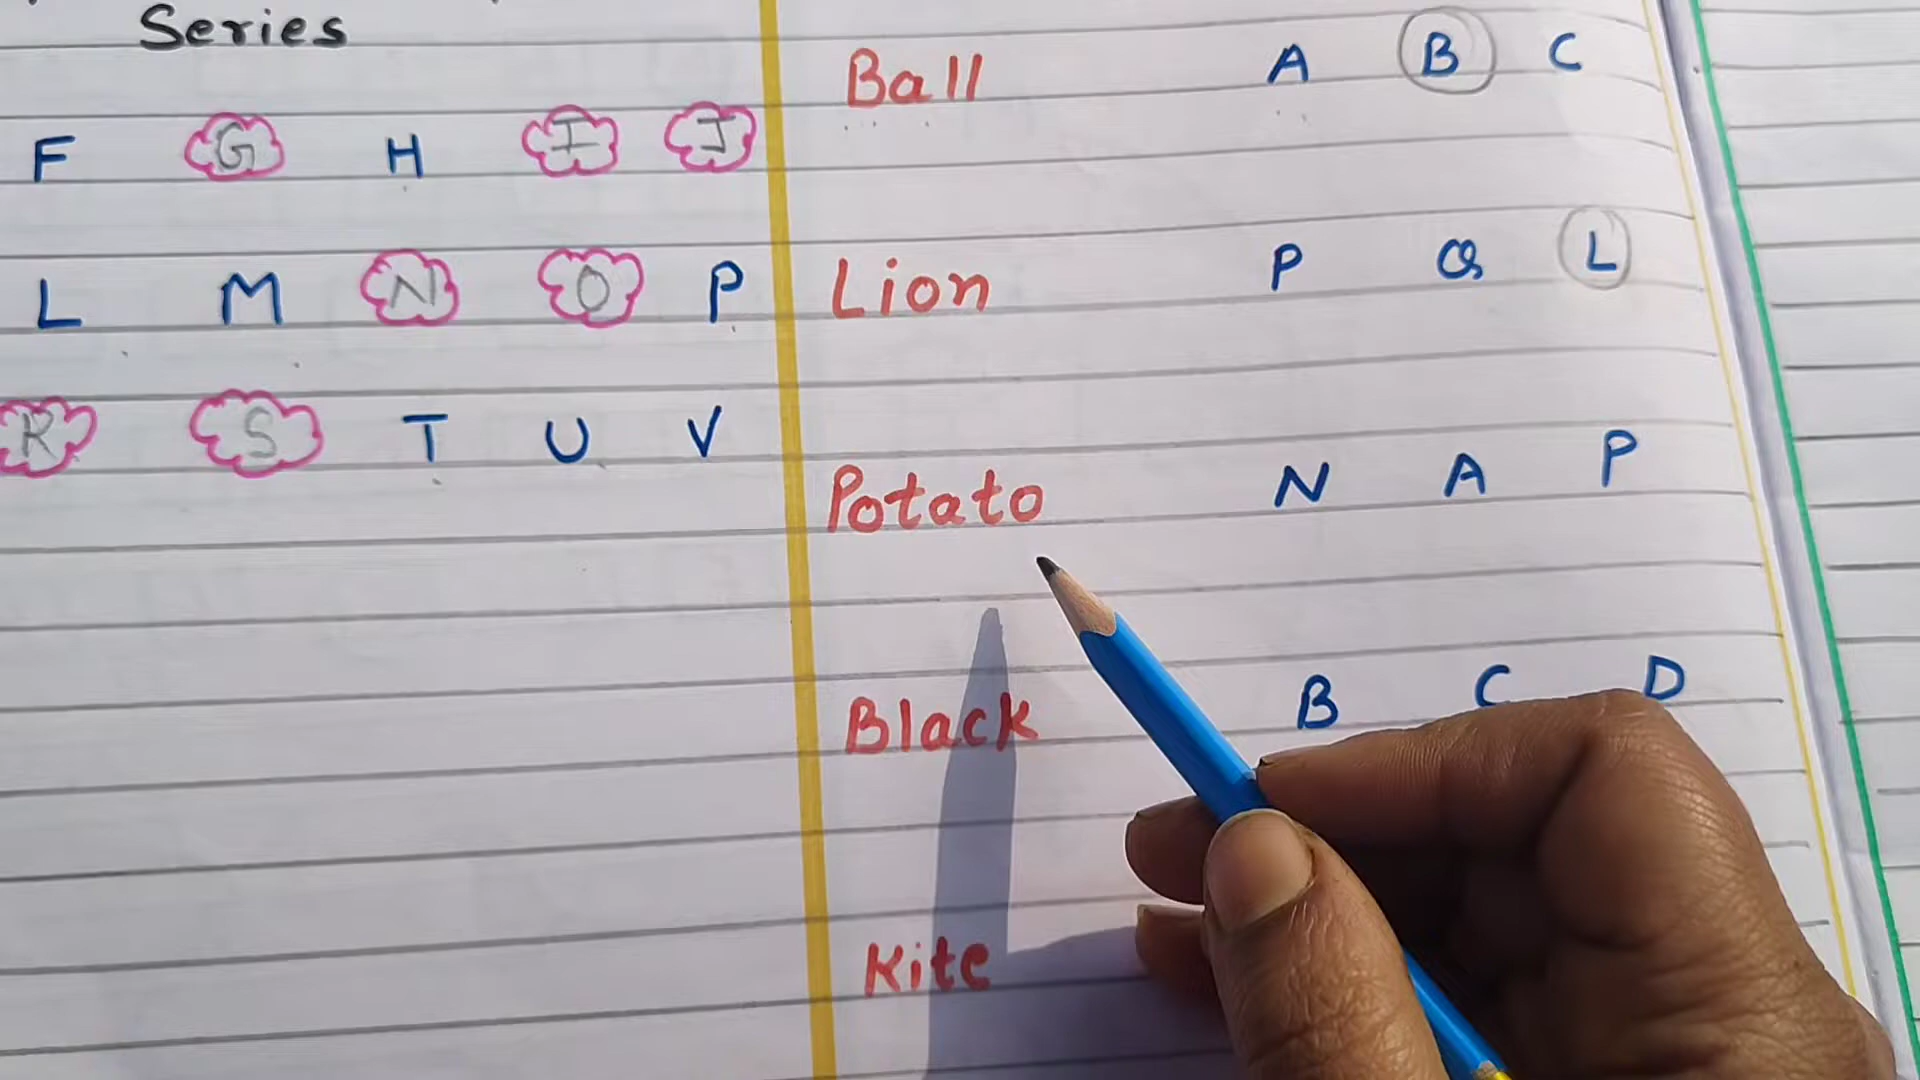 Series
F G H I J
L M N O P
R S T U V
Ball A B C
Lion P Q L
Potato N A P
Black B C D
Kite